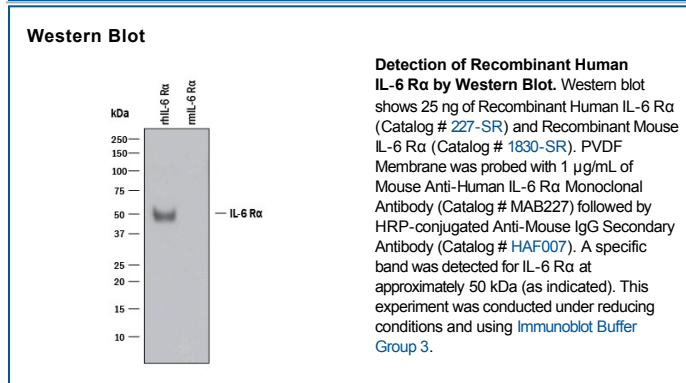 Western Blot
rhIL-6 Rα
rmIL-6 Rα
kDa
250
150
100
75
50
37
25
20
15
10
IL-6 Rα
Detection of Recombinant Human
IL-6 Rα by Western Blot. Western blot
shows 25 ng of Recombinant Human IL-6 Rα
(Catalog # 227-SR) and Recombinant Mouse
IL-6 Rα (Catalog # 1830-SR). PVDF
Membrane was probed with 1 µg/mL of
Mouse Anti-Human IL-6 Rα Monoclonal
Antibody (Catalog # MAB227) followed by
HRP-conjugated Anti-Mouse IgG Secondary
Antibody (Catalog # HAF007). A specific
band was detected for IL-6 Rα at
approximately 50 kDa (as indicated). This
experiment was conducted under reducing
conditions and using Immunoblot Buffer
Group 3.